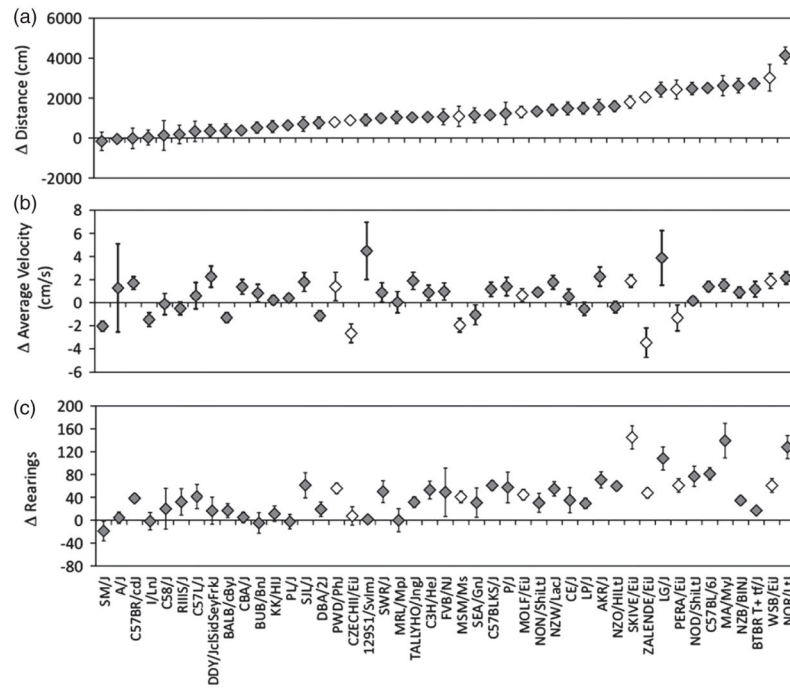 (a)
Δ Distance (cm)
6000
4000
2000
0
-2000
(b)
Δ Average Velocity
(cm/s)
8
6
4
2
0
-2
-4
-6
(c)
Δ Rearings
200
160
120
80
40
0
-40
-80
SM/J
A/J
C57BR/cdJ
I/LnJ
C58/J
RIIIS/J
C57L/J
DDY/JclSidSeyFrkJ
BALB/cByJ
CBA/J
BUB/BnJ
KK/HIJ
PL/J
SJL/J
DBA/2J
PWD/PhJ
CZECHII/EiJ
129S1/SvImJ
SWR/J
MRL/MpJ
TALLYHO/JngJ
C3H/HeJ
FVB/NJ
MSM/Ms
SEA/GnJ
C57BLKS/J
P/J
MOLF/EiJ
NON/ShiLtJ
NZW/LacJ
CE/J
LP/J
AKR/J
NZO/HILtJ
SKIVE/EiJ
ZALENDE/EiJ
LG/J
PERA/EiJ
NOD/ShiLtJ
C57BL/6J
MA/MyJ
NZB/BINJ
BTBR T+ tf/J
WSB/EiJ
NOR/LtJ